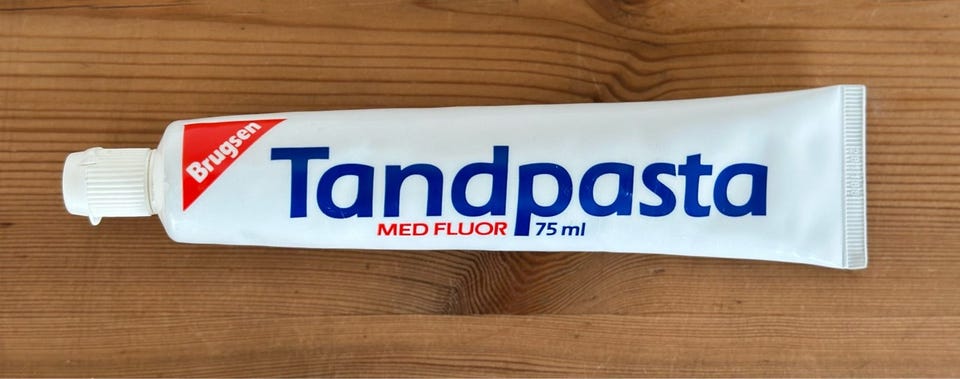 Brugsen
Tandpasta
MED FLUOR 75 ml